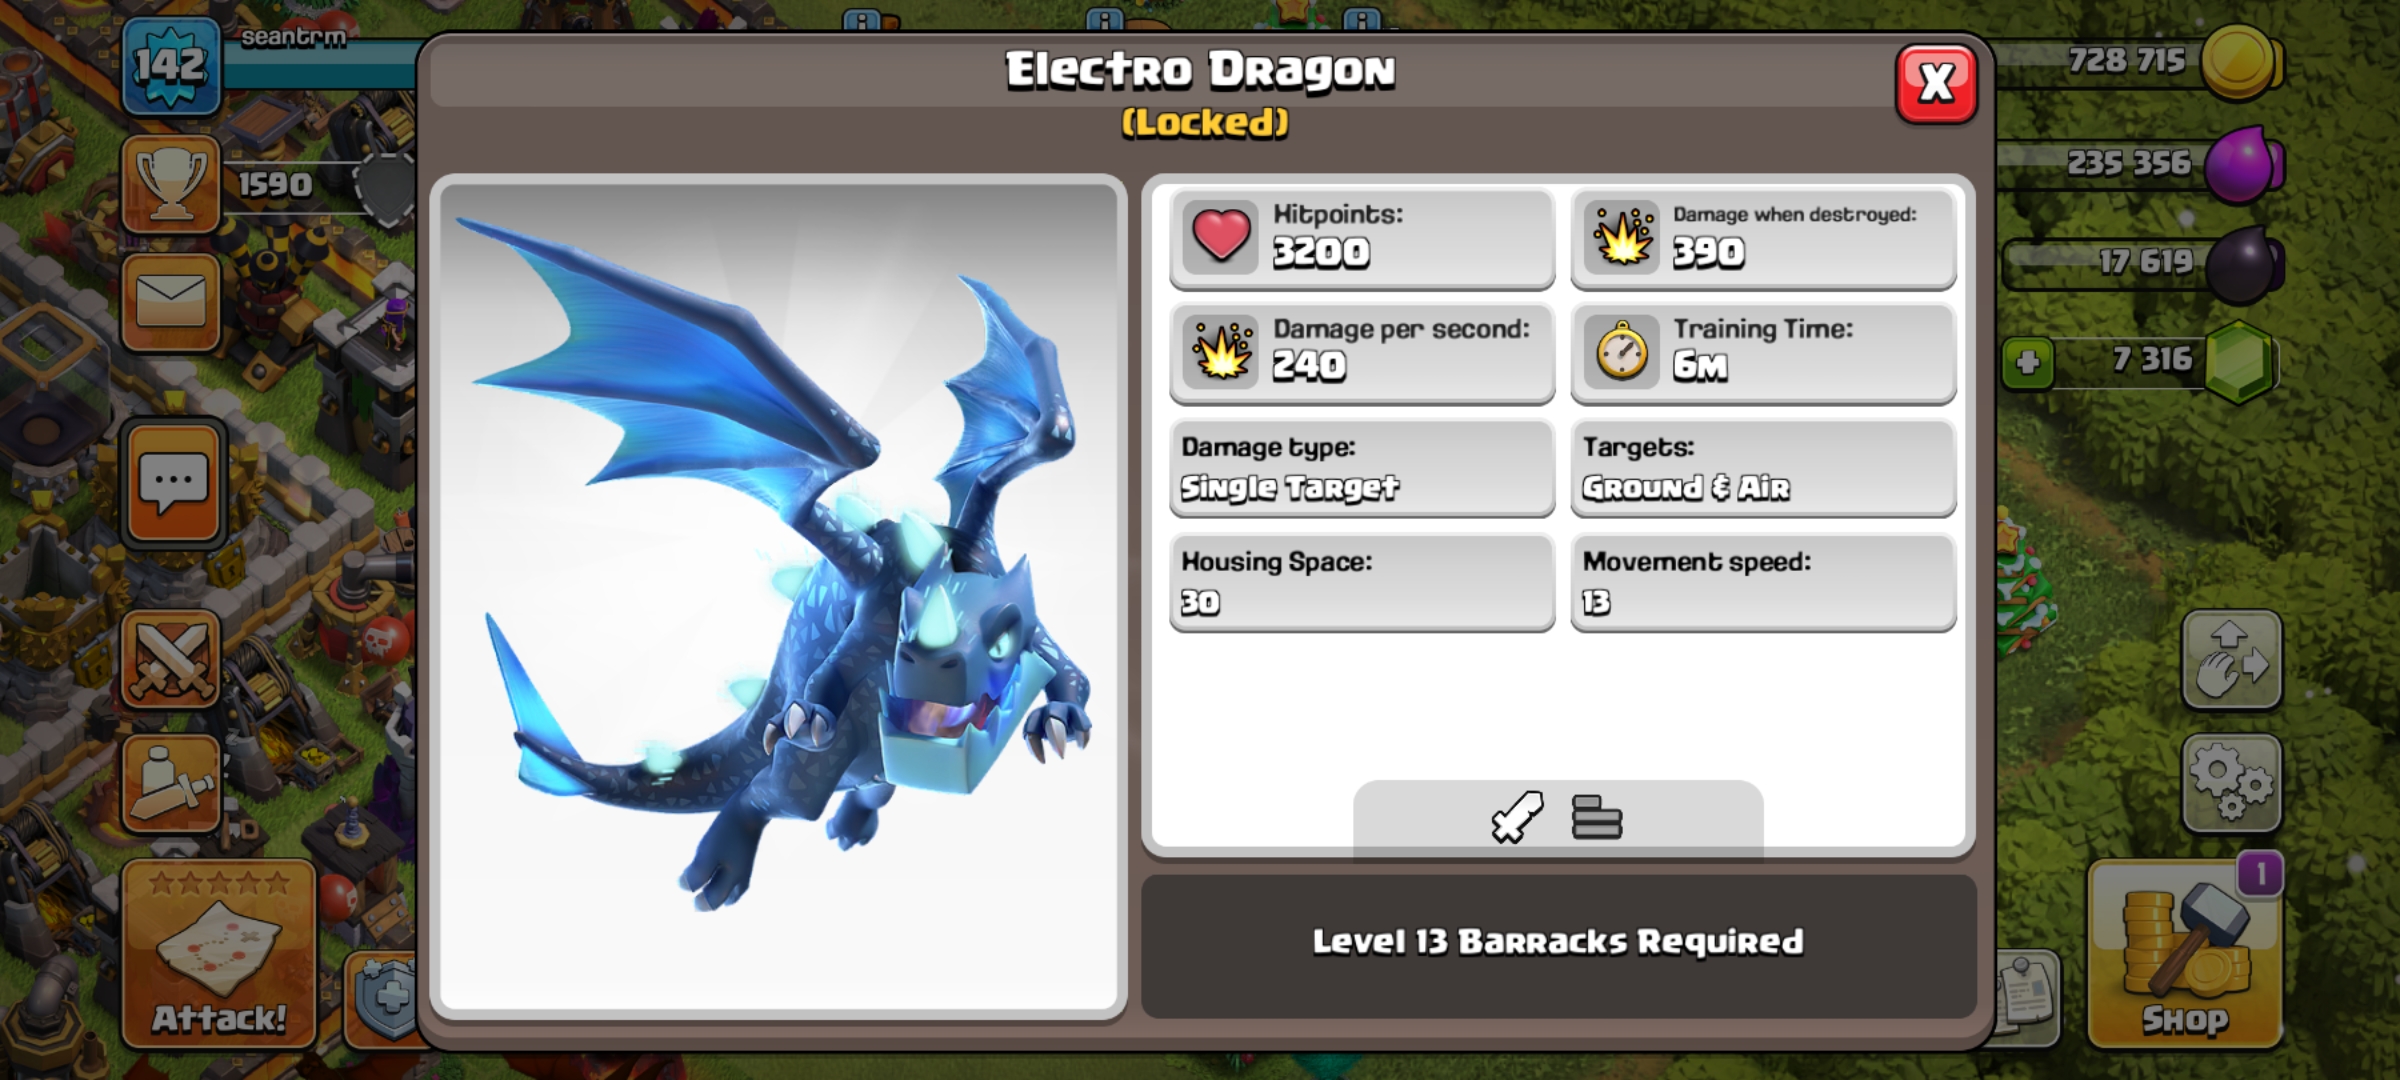 142
seantrm
1590
Attack!
Electro Dragon
(Locked)
X
Hitpoints:
3200
Damage when destroyed:
390
Damage per second:
240
Training Time:
6m
Damage type:
Single Target
Targets:
Ground & Air
Housing Space:
30
Movement speed:
13
Level 13 Barracks Required
728 715
235 356
17 619
7 316
1
Shop